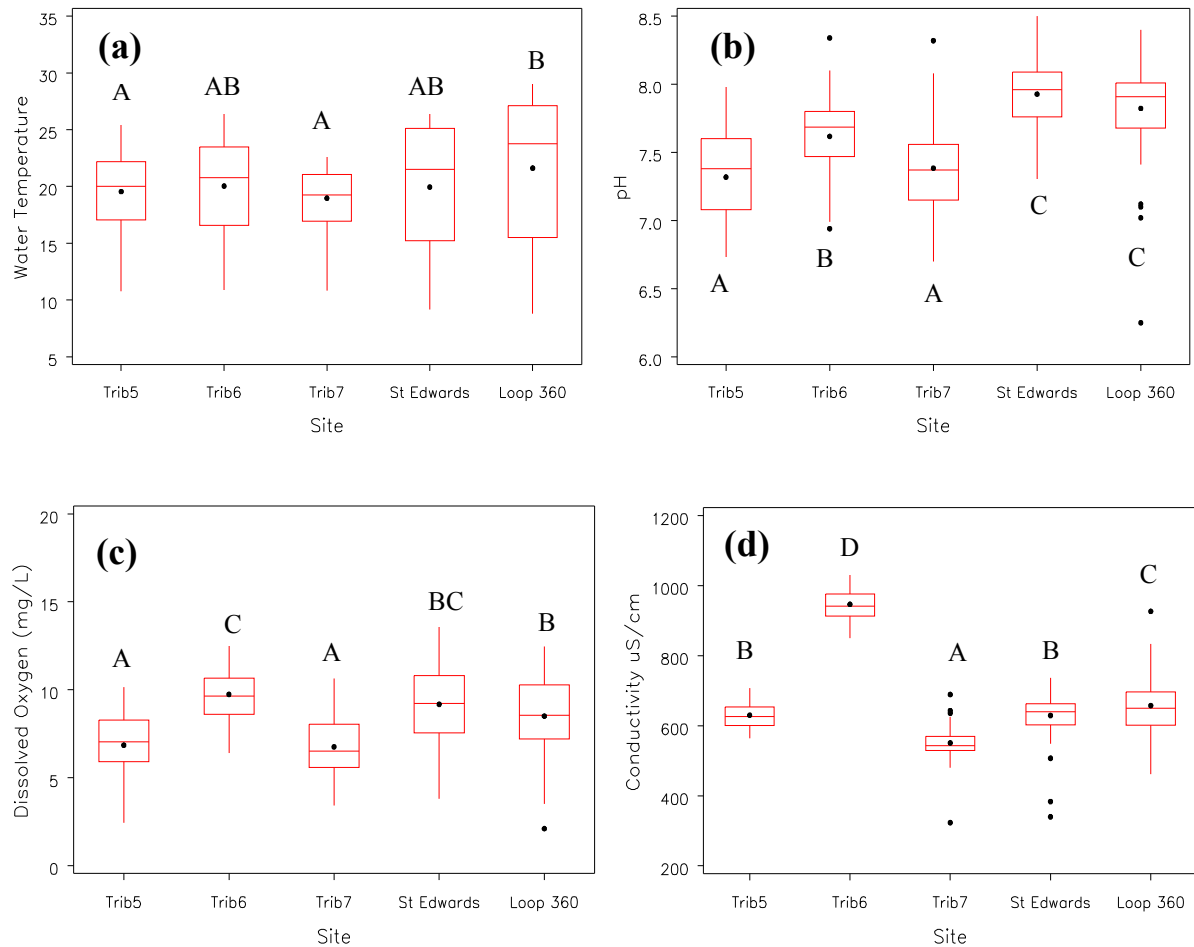 (a)
Water Temperature
35
30
25
20
15
10
5
A
AB
A
AB
B
Trib5 Trib6 Trib7 St Edwards Loop 360
Site
(b)
pH
8.5
8.0
7.5
7.0
6.5
6.0
A
B
A
C
C
Trib5 Trib6 Trib7 St Edwards Loop 360
Site
(c)
Dissolved Oxygen (mg/L)
20
15
10
5
0
A
C
A
BC
B
Trib5 Trib6 Trib7 St Edwards Loop 360
Site
(d)
Conductivity uS/cm
1200
1000
800
600
400
200
B
D
A
B
C
Trib5 Trib6 Trib7 St Edwards Loop 360
Site